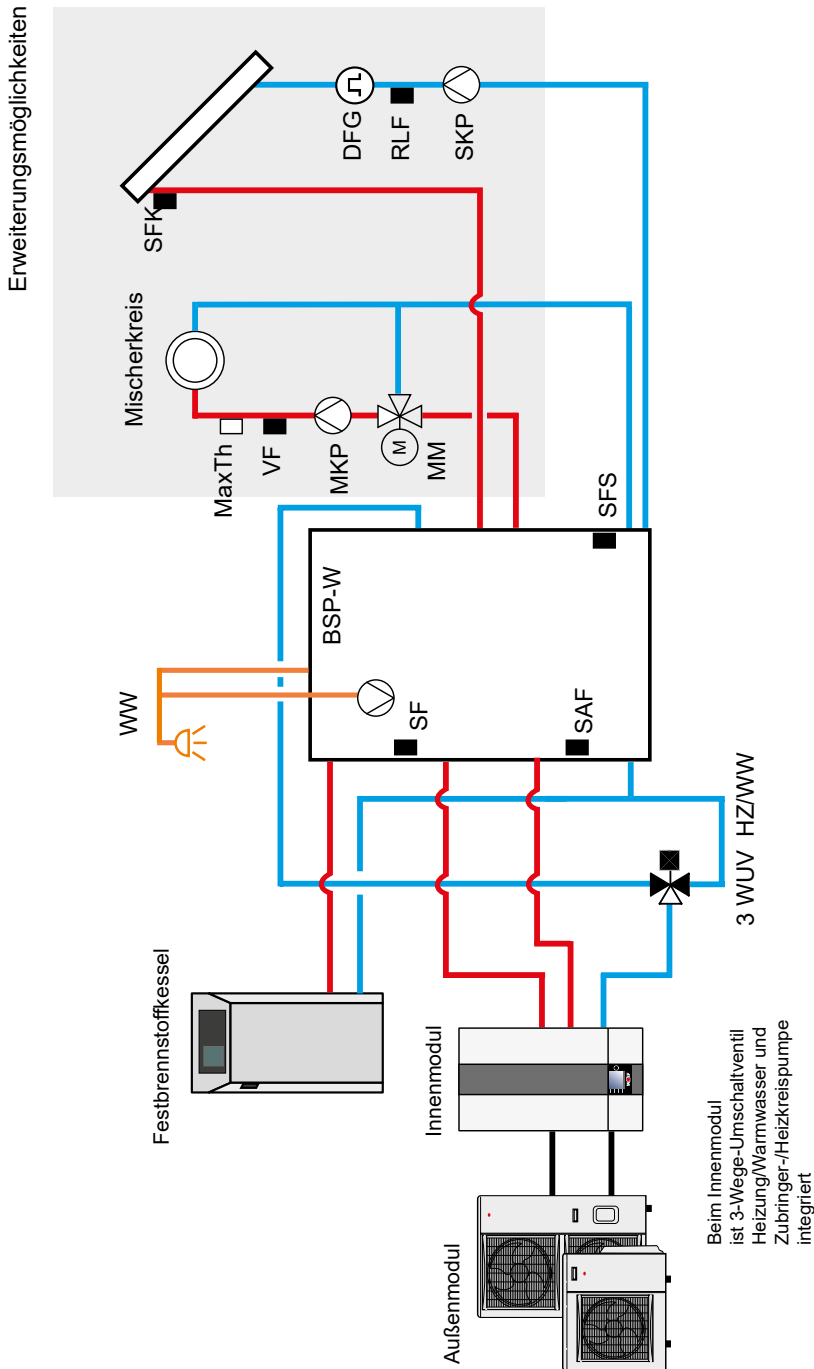 Erweiterungsmöglichkeiten
SFK
DFG
RLF
SKP
Mischerkreis
MaxTh
VF
MKP
M
MM
WW
BSP-W
SFS
SF
SAF
3 WUV HZ/WW
Festbrennstoffkessel
Innenmodul
Außenmodul
Beim Innenmodul
ist 3-Wege-Umschaltventil
Heizung/Warmwasser und
Zubringer-/Heizkreispumpe
integriert